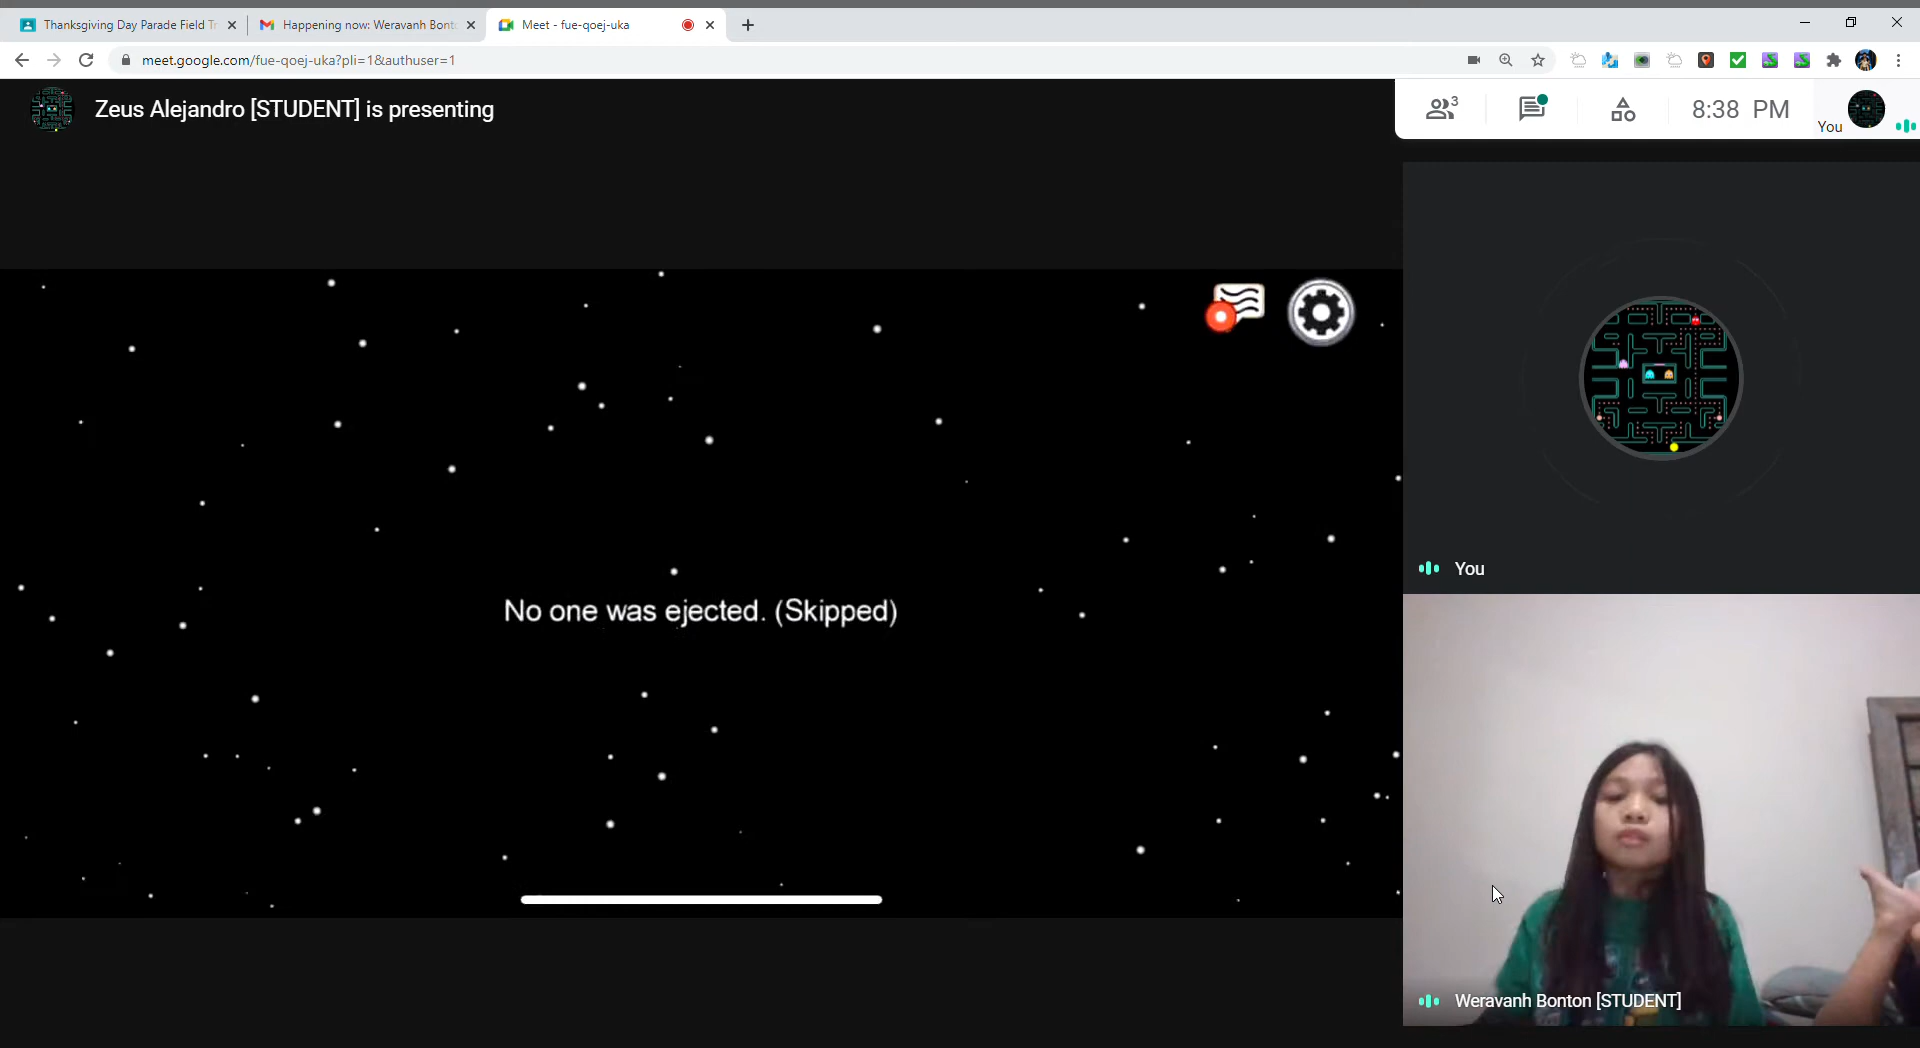 Thanksgiving Day Parade Field Tr
Happening now: Weravanh Bont
Meet - fue-qoej-uka
meet.google.com/fue-qoej-uka?pli=1&authuser=1
Zeus Alejandro [STUDENT] is presenting
3
8:38 PM
You
No one was ejected. (Skipped)
You
Weravanh Bonton [STUDENT]